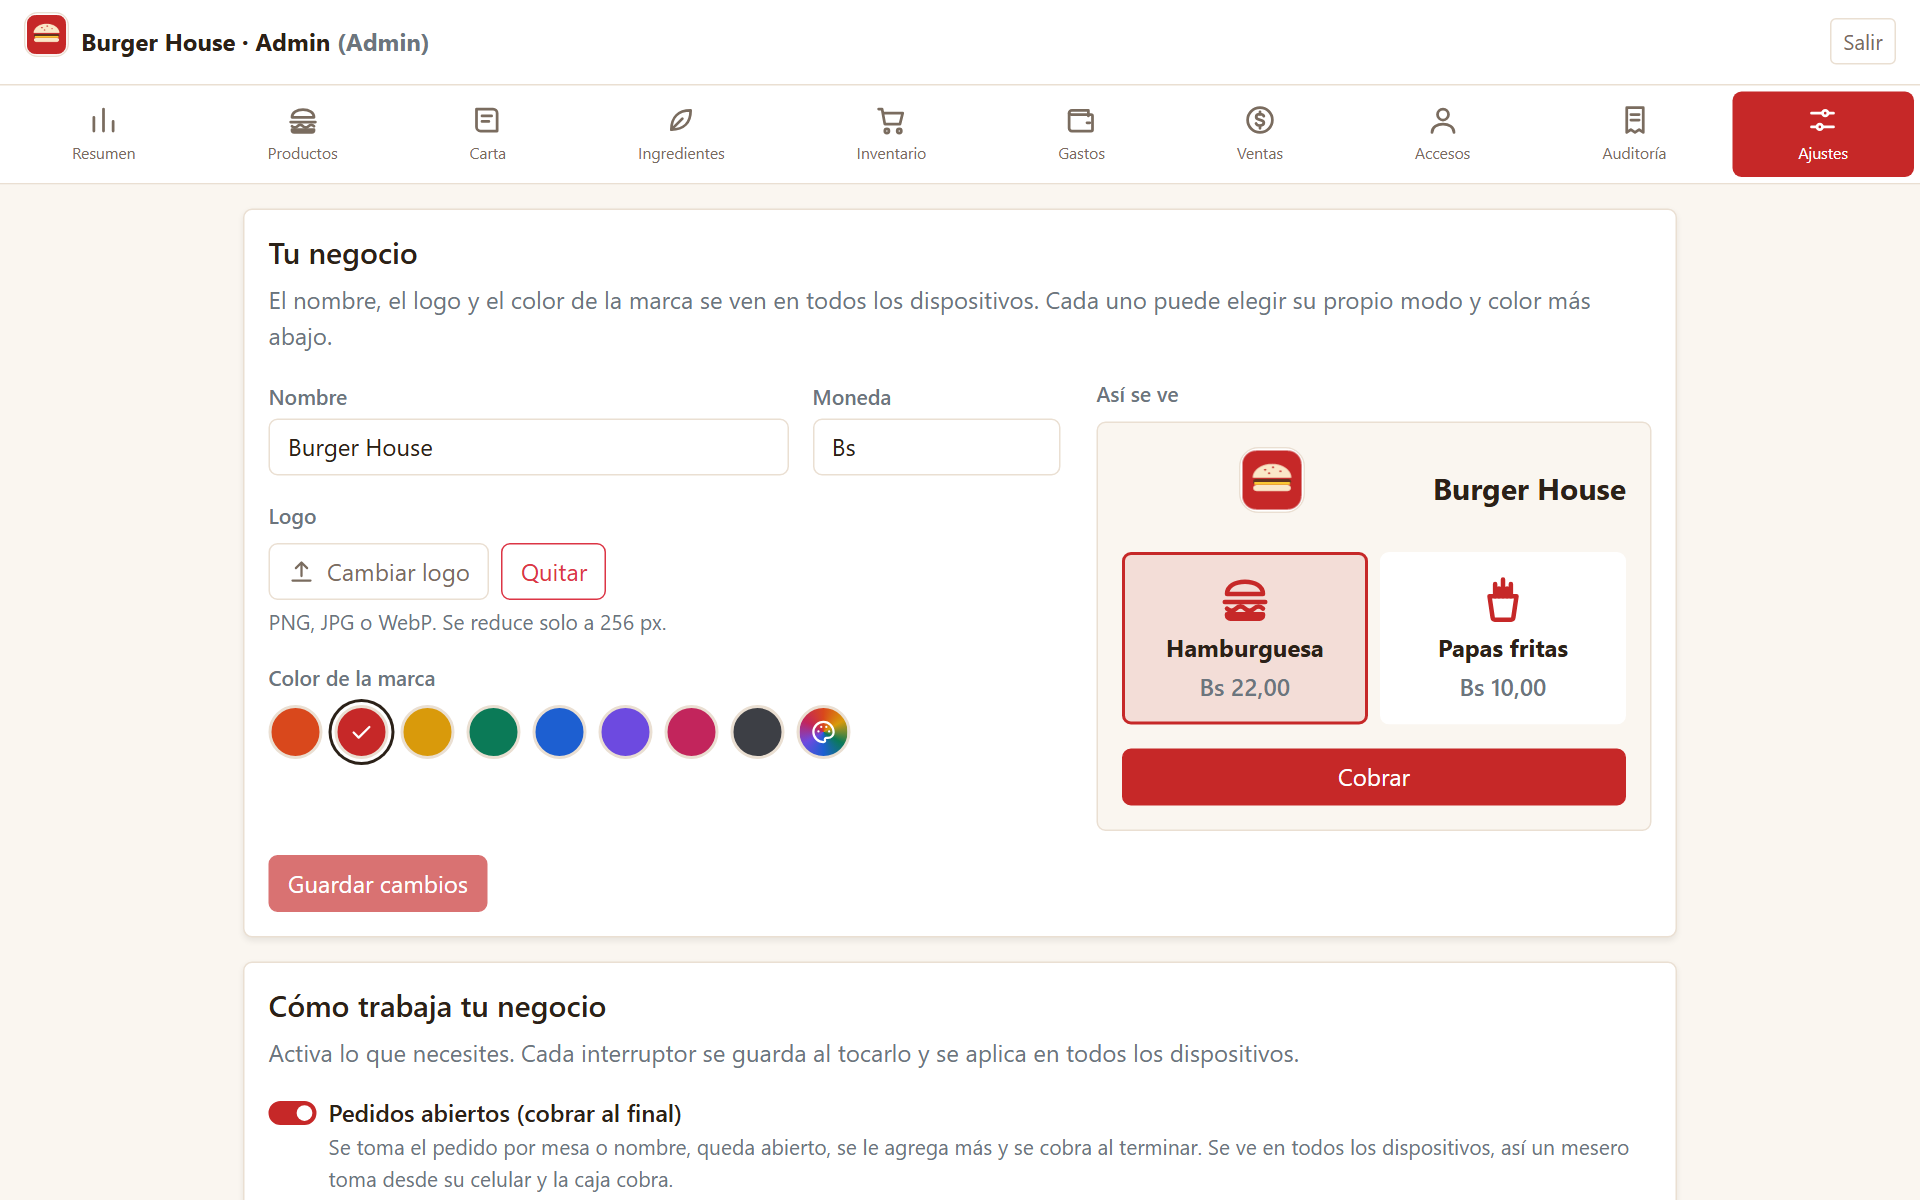 Burger House · Admin (Admin)
Salir
Resumen
Productos
Carta
Ingredientes
Inventario
Gastos
Ventas
Accesos
Auditoría
Ajustes
Tu negocio
El nombre, el logo y el color de la marca se ven en todos los dispositivos. Cada uno puede elegir su propio modo y color más
abajo.
Nombre
Moneda
Burger House
Bs
Logo
Cambiar logo
Quitar
PNG, JPG o WebP. Se reduce solo a 256 px.
Color de la marca
Así se ve
Burger House
Hamburguesa
Bs 22,00
Papas fritas
Bs 10,00
Cobrar
Guardar cambios
Cómo trabaja tu negocio
Activa lo que necesites. Cada interruptor se guarda al tocarlo y se aplica en todos los dispositivos.
Pedidos abiertos (cobrar al final)
Se toma el pedido por mesa o nombre, queda abierto, se le agrega más y se cobra al terminar. Se ve en todos los dispositivos, así un mesero
toma desde su celular y la caja cobra.